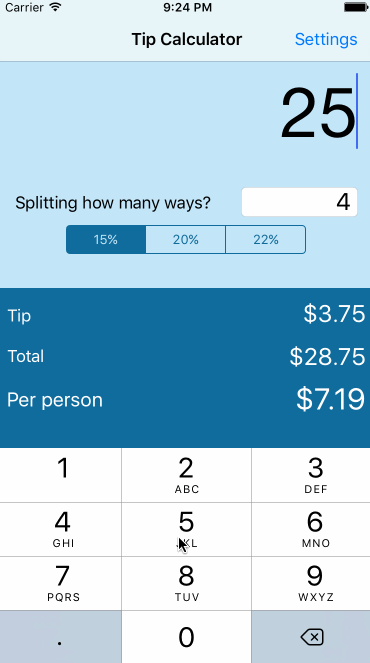 Carrier 9:24 PM
Tip Calculator Settings
25
Splitting how many ways? 4
15% 20% 22%
Tip $3.75
Total $28.75
Per person $7.19
1 2 3
ABC DEF
4 5 6
GHI JKL MNO
7 8 9
PQRS TUV WXYZ
. 0